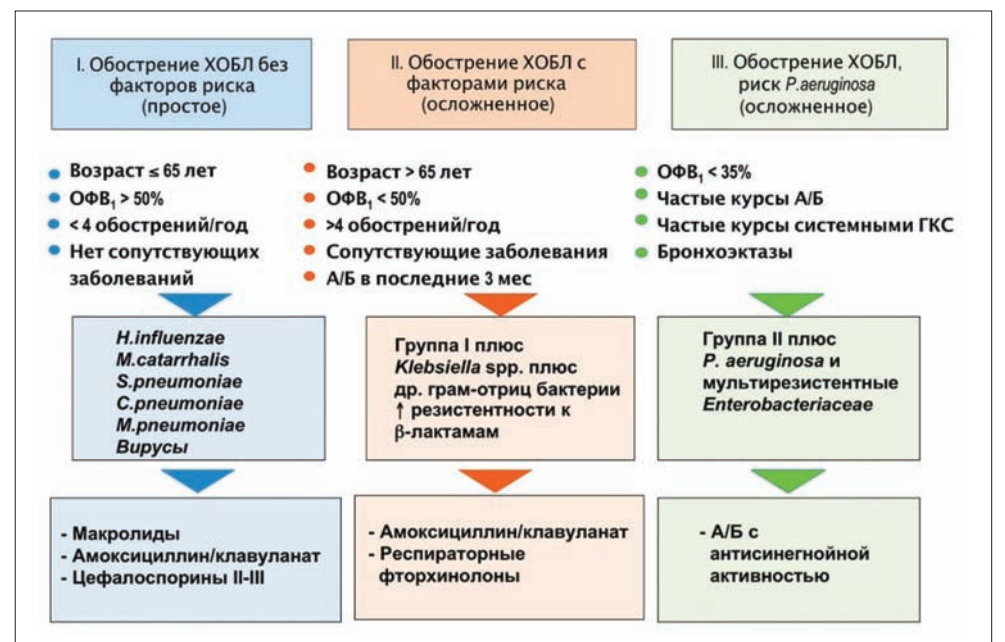 I. Обострение ХОБЛ без
факторов риска
(простое)
II. Обострение ХОБЛ с
факторами риска
(осложненное)
III. Обострение ХОБЛ,
риск P.aeruginosa
(осложненное)
Возраст ≤ 65 лет
ОФВ₁ > 50%
< 4 обострений/год
Нет сопутствующих
заболеваний
Возраст > 65 лет
ОФВ₁ < 50%
>4 обострений/год
Сопутствующие заболевания
А/Б в последние 3 мес
ОФВ₁ < 35%
Частые курсы А/Б
Частые курсы системными ГКС
Бронхоэктазы
H.influenzae
M.catarrhalis
S.pneumoniae
C.pneumoniae
M.pneumoniae
Вирусы
Группа I плюс
Klebsiella spp. плюс
др. грам-отриц бактерии
↑ резистентности к
β-лактамам
Группа II плюс
P. aeruginosa и
мультирезистентные
Enterobacteriaceae
- Макролиды
- Амоксициллин/клавуланат
- Цефалоспорины II-III
- Амоксициллин/клавуланат
- Респираторные
фторхинолоны
- А/Б с
антисинегнойной
активностью